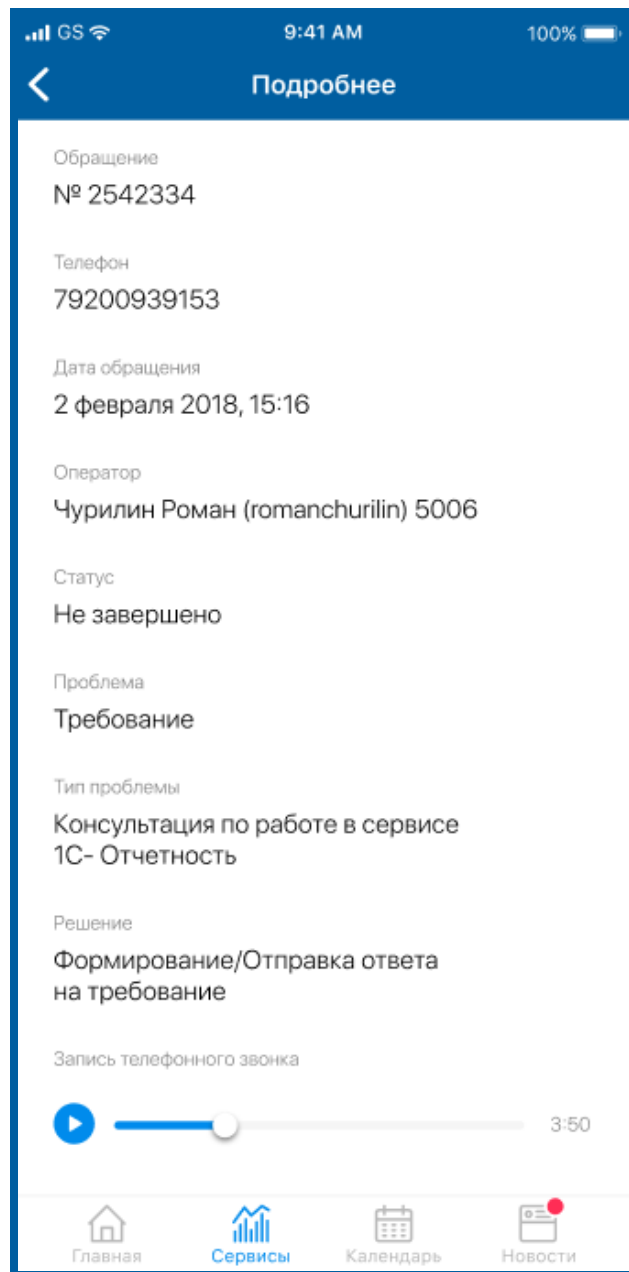 GS 9:41 AM 100%
Подробнее
Обращение
№ 2542334
Телефон
79200939153
Дата обращения
2 февраля 2018, 15:16
Оператор
Чурилин Роман (romanchurilin) 5006
Статус
Не завершено
Проблема
Требование
Тип проблемы
Консультация по работе в сервисе
1С- Отчетность
Решение
Формирование/Отправка ответа
на требование
Запись телефонного звонка
3:50
Главная Сервисы Календарь Новости